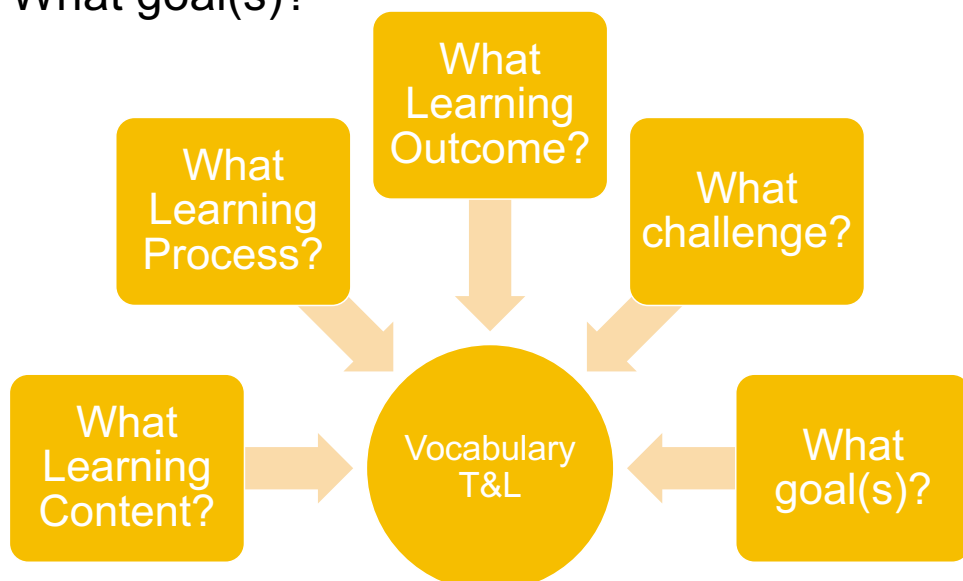 What goal(s)?
What
Learning
Outcome?
What
Learning
Process?
What
challenge?
What
Learning
Content?
Vocabulary
T&L
What
goal(s)?